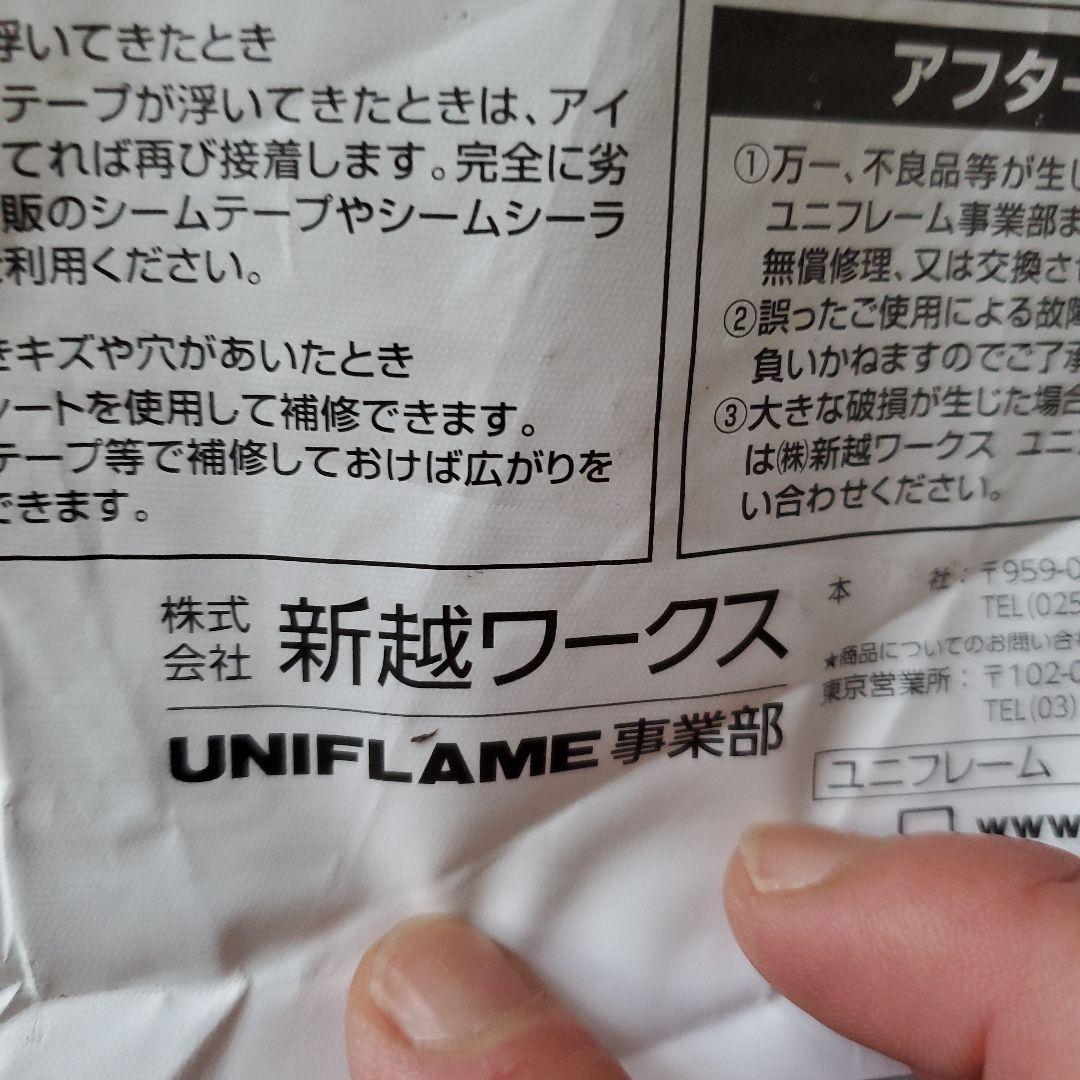 浮いてきたとき
テープが浮いてきたときは、アイ
てれば再び接着します。完全に劣
販のシームテープやシームシーラ
利用ください。
きキズや穴があいたとき
ートを使用して補修できます。
テープ等で補修しておけば広がりを
できます。
アフター
①万一、不良品等が生じ
ユニフレーム事業部ま
無償修理、又は交換させ
②誤ったご使用による故障
負いかねますのでご了承
③大きな破損が生じた場合
は㈱新越ワークス ユニ
い合わせください。
株式会社 新越ワークス
UNIFLAME 事業部
本 社：〒959-0
TEL(025
★商品についてのお問い合わ
東京営業所：〒102-0
TEL(03)
ユニフレーム
www